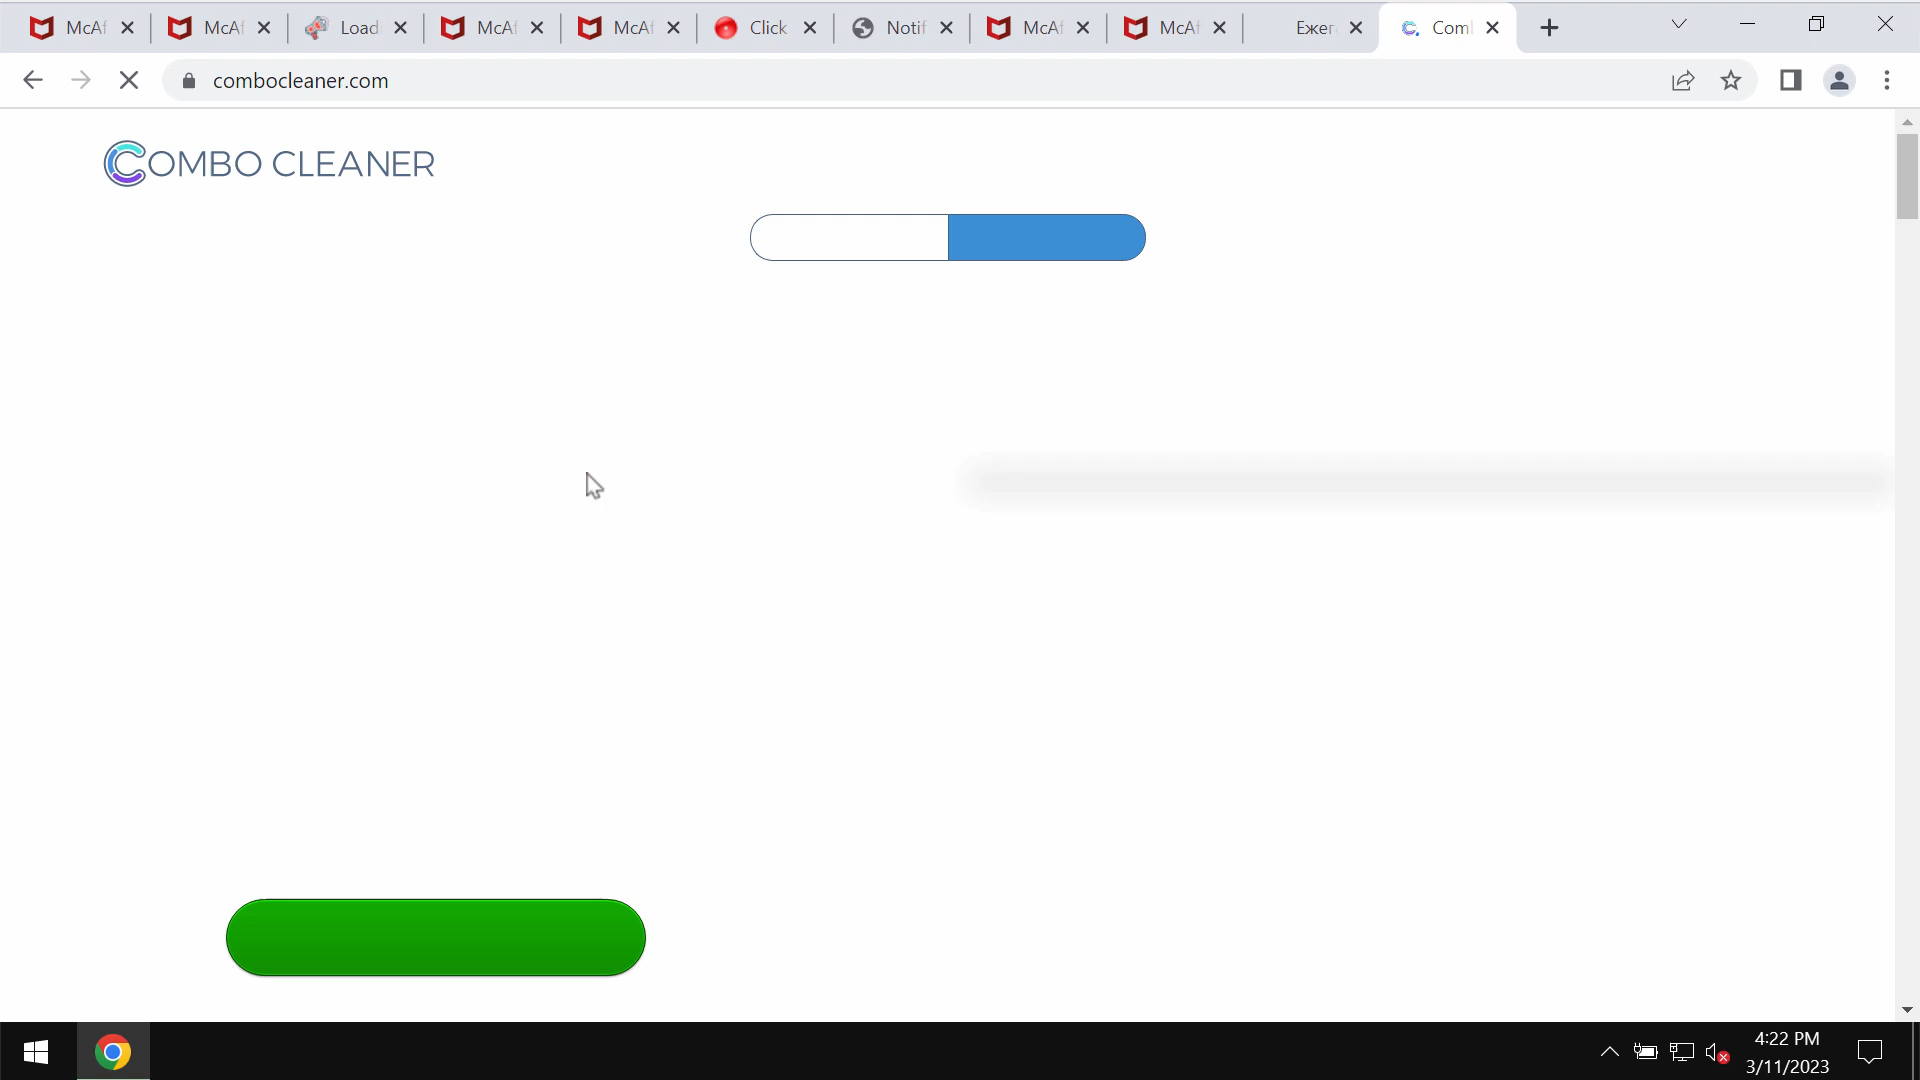 McAf
McAf
Load
McAf
McAf
Click
Notif
McAf
McAf
Ежег
Com
combocleaner.com
COMBO CLEANER
4:22 PM
3/11/2023